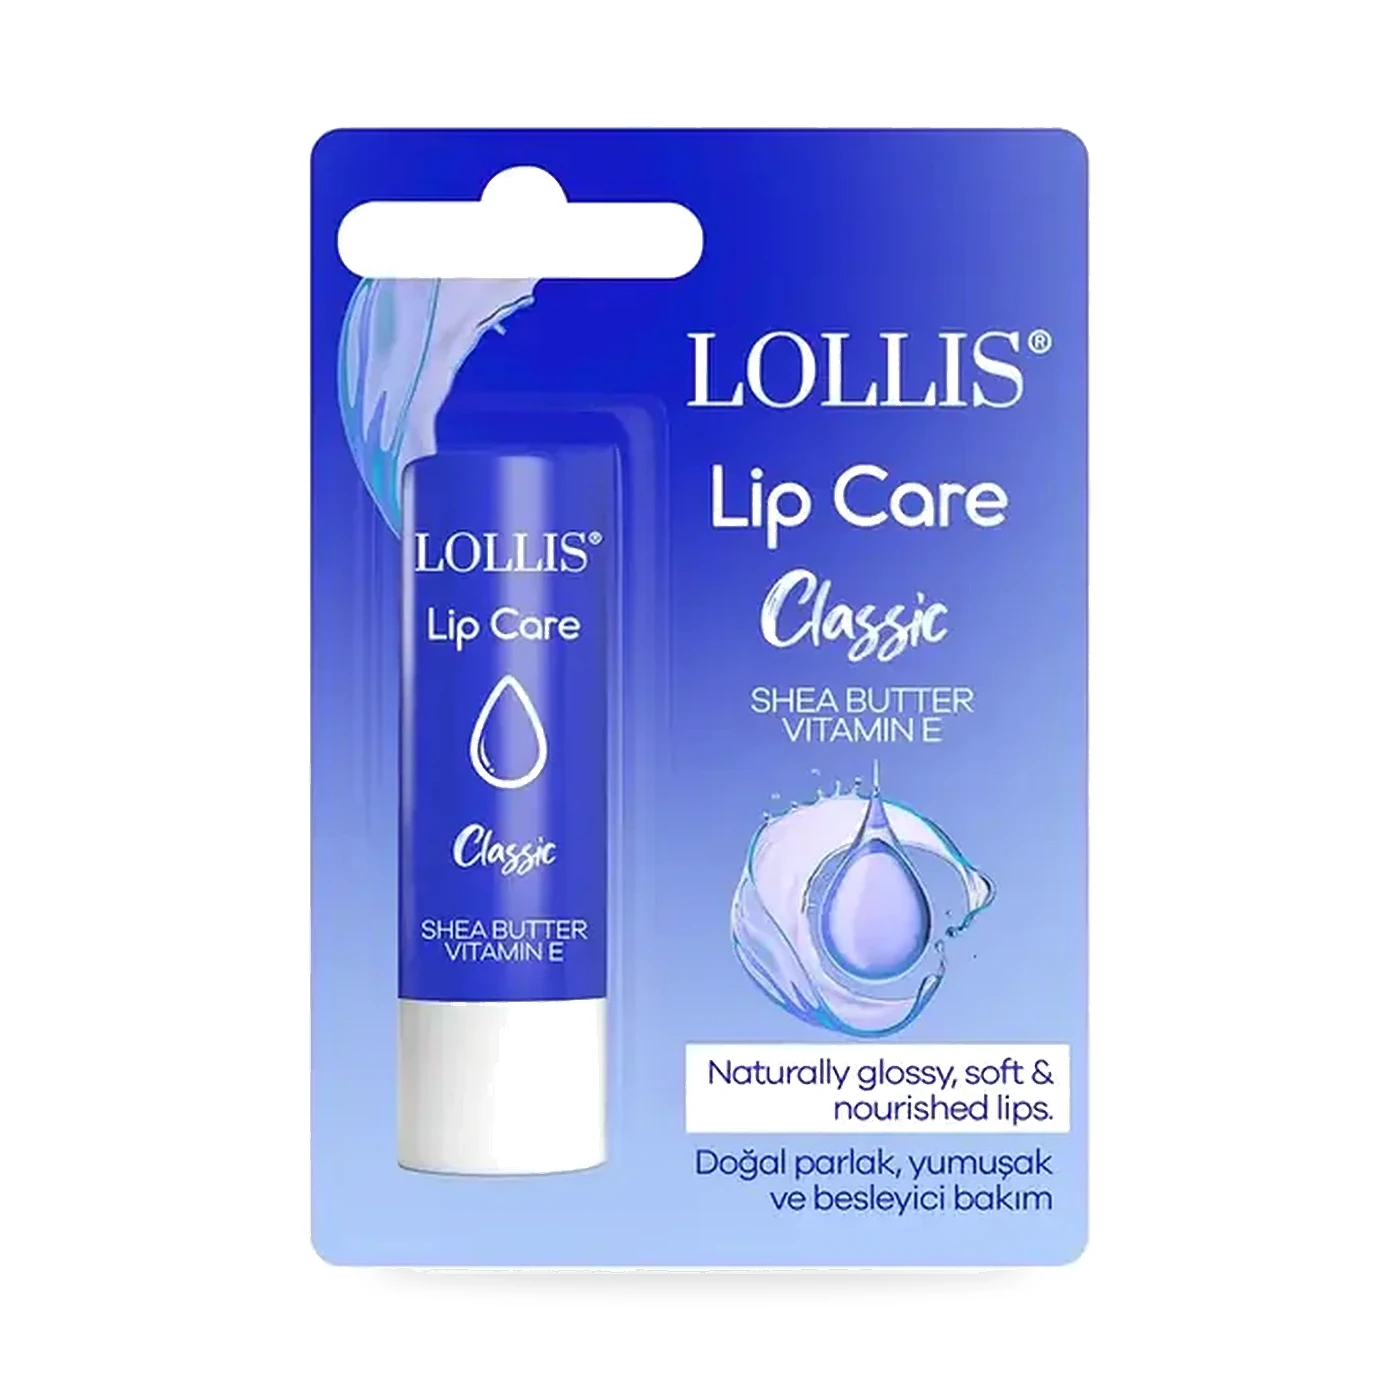 LOLLIS®
Lip Care
Classic
SHEA BUTTER
VITAMIN E
Naturally glossy, soft &
nourished lips.
Doğal parlak, yumuşak
ve besleyici bakım
LOLLIS®
Lip Care
Classic
SHEA BUTTER
VITAMIN E